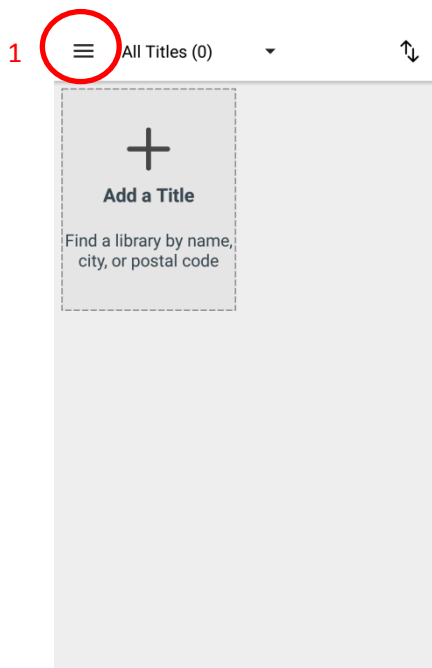 1
All Titles (0)
Add a Title
Find a library by name,
city, or postal code